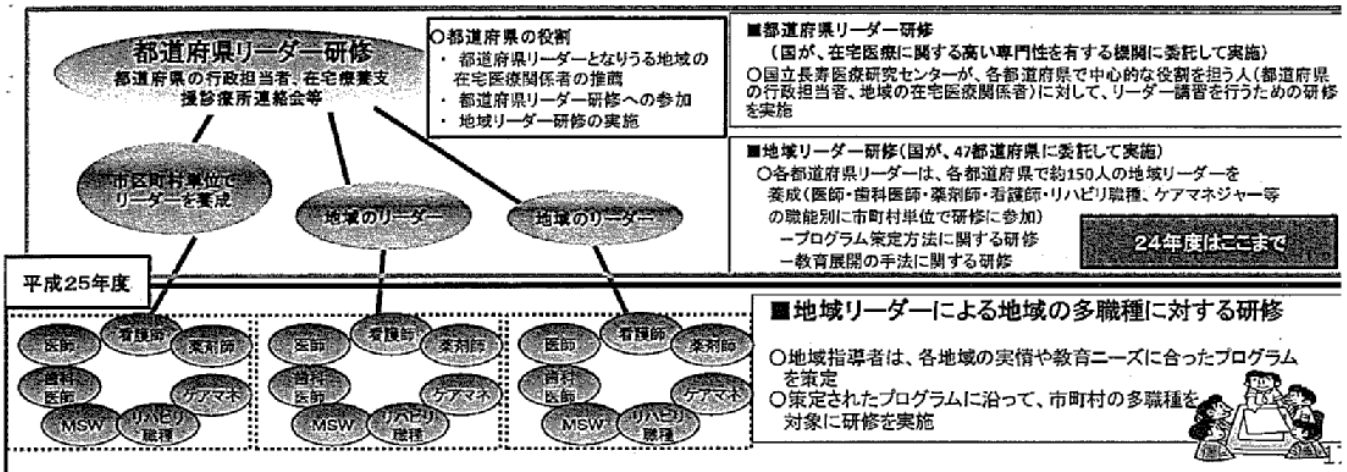 都道府県リーダー研修
都道府県の行政担当者、在宅療養支
援診療所連絡会等
○都道府県の役割
・ 都道府県リーダーとなりうる地域の
在宅医療関係者の推薦
・ 都道府県リーダー研修への参加
・ 地域リーダー研修の実施
■都道府県リーダー研修
（国が、在宅医療に関する高い専門性を有する機関に委託して実施）
○国立長寿医療研究センターが、各都道府県で中心的な役割を担う人（都道府県
の行政担当者、地域の在宅医療関係者）に対して、リーダー講習を行うための研修
を実施
市区町村単位で
リーダーを養成
地域のリーダー
地域のリーダー
■地域リーダー研修（国が、47都道府県に委託して実施）
○各都道府県リーダーは、各都道府県で約150人の地域リーダーを
養成（医師・歯科医師・薬剤師・看護師・リハビリ職種、ケアマネジャー等
の職能別に市町村単位で研修に参加）
ープログラム策定方法に関する研修
ー教育展開の手法に関する研修
24年度はここまで
平成25年度
医師
看護師
薬剤師
歯科
医師
ケアマネ
MSW
リハビリ
職種
医師
看護師
薬剤師
歯科
医師
ケアマネ
MSW
リハビリ
職種
医師
看護師
薬剤師
歯科
医師
ケアマネ
MSW
リハビリ
職種
■地域リーダーによる地域の多職種に対する研修
○地域指導者は、各地域の実情や教育ニーズに合ったプログラム
を策定
○策定されたプログラムに沿って、市町村の多職種を
対象に研修を実施